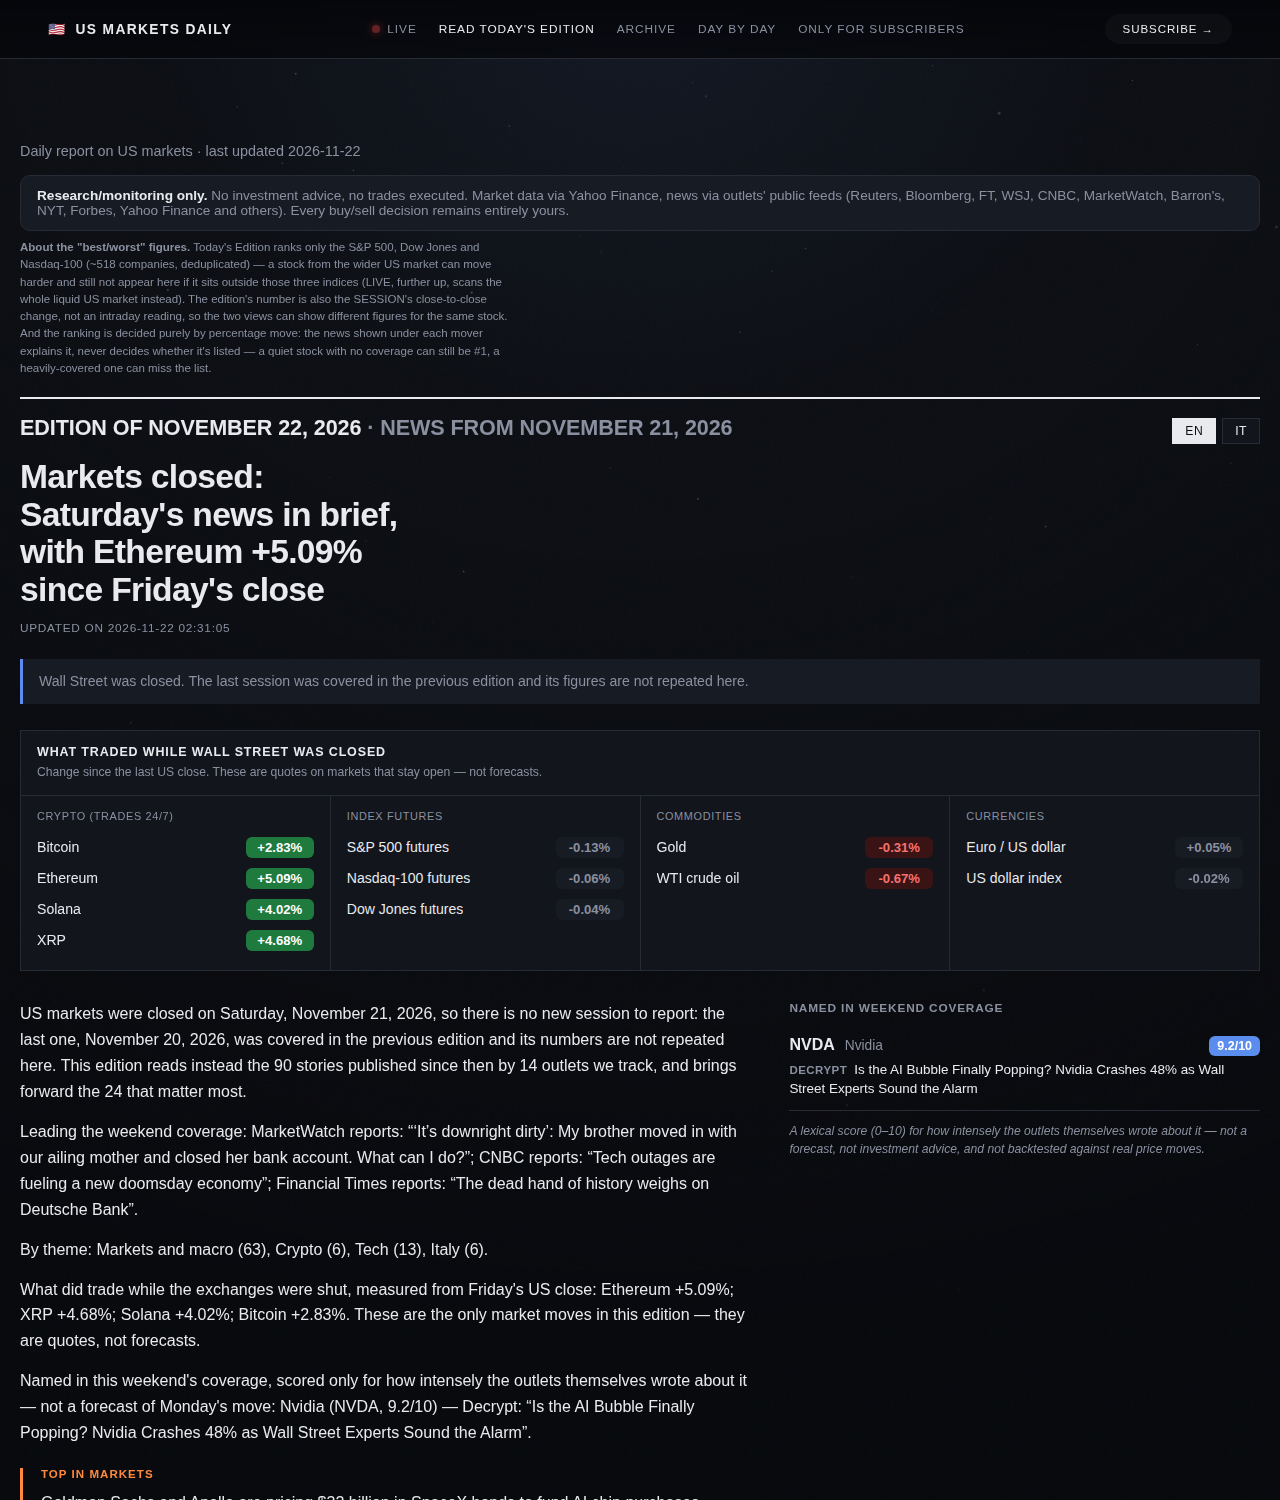 🇺🇸 US MARKETS DAILY
LIVE
READ TODAY'S EDITION
ARCHIVE
DAY BY DAY
ONLY FOR SUBSCRIBERS
SUBSCRIBE →
Daily report on US markets · last updated 2026-11-22
Research/monitoring only. No investment advice, no trades executed. Market data via Yahoo Finance, news via outlets' public feeds (Reuters, Bloomberg, FT, WSJ, CNBC, MarketWatch, Barron's,
NYT, Forbes, Yahoo Finance and others). Every buy/sell decision remains entirely yours.
About the "best/worst" figures. Today's Edition ranks only the S&P 500, Dow Jones and
Nasdaq-100 (~518 companies, deduplicated) — a stock from the wider US market can move
harder and still not appear here if it sits outside those three indices (LIVE, further up, scans the
whole liquid US market instead). The edition's number is also the SESSION's close-to-close
change, not an intraday reading, so the two views can show different figures for the same stock.
And the ranking is decided purely by percentage move: the news shown under each mover
explains it, never decides whether it's listed — a quiet stock with no coverage can still be #1, a
heavily-covered one can miss the list.
EDITION OF NOVEMBER 22, 2026 · NEWS FROM NOVEMBER 21, 2026
EN
IT
Markets closed:
Saturday's news in brief,
with Ethereum +5.09%
since Friday's close
UPDATED ON 2026-11-22 02:31:05
Wall Street was closed. The last session was covered in the previous edition and its figures are not repeated here.
WHAT TRADED WHILE WALL STREET WAS CLOSED
Change since the last US close. These are quotes on markets that stay open — not forecasts.
CRYPTO (TRADES 24/7)
Bitcoin +2.83%
Ethereum +5.09%
Solana +4.02%
XRP +4.68%
INDEX FUTURES
S&P 500 futures -0.13%
Nasdaq-100 futures -0.06%
Dow Jones futures -0.04%
COMMODITIES
Gold -0.31%
WTI crude oil -0.67%
CURRENCIES
Euro / US dollar +0.05%
US dollar index -0.02%
US markets were closed on Saturday, November 21, 2026, so there is no new session to report: the
last one, November 20, 2026, was covered in the previous edition and its numbers are not repeated
here. This edition reads instead the 90 stories published since then by 14 outlets we track, and brings
forward the 24 that matter most.
Leading the weekend coverage: MarketWatch reports: “‘It’s downright dirty’: My brother moved in with
our ailing mother and closed her bank account. What can I do?”; CNBC reports: “Tech outages are
fueling a new doomsday economy”; Financial Times reports: “The dead hand of history weighs on
Deutsche Bank”.
By theme: Markets and macro (63), Crypto (6), Tech (13), Italy (6).
What did trade while the exchanges were shut, measured from Friday's US close: Ethereum +5.09%;
XRP +4.68%; Solana +4.02%; Bitcoin +2.83%. These are the only market moves in this edition — they
are quotes, not forecasts.
Named in this weekend's coverage, scored only for how intensely the outlets themselves wrote about it
— not a forecast of Monday's move: Nvidia (NVDA, 9.2/10) — Decrypt: “Is the AI Bubble Finally
Popping? Nvidia Crashes 48% as Wall Street Experts Sound the Alarm”.
TOP IN MARKETS
Goldman Sachs and Apollo are pricing $22 billion in SpaceX bonds to fund AI chip purchases
NAMED IN WEEKEND COVERAGE
NVDA Nvidia 9.2/10
DECRYPT Is the AI Bubble Finally Popping? Nvidia Crashes 48% as Wall
Street Experts Sound the Alarm
A lexical score (0–10) for how intensely the outlets themselves wrote about it — not a
forecast, not investment advice, and not backtested against real price moves.